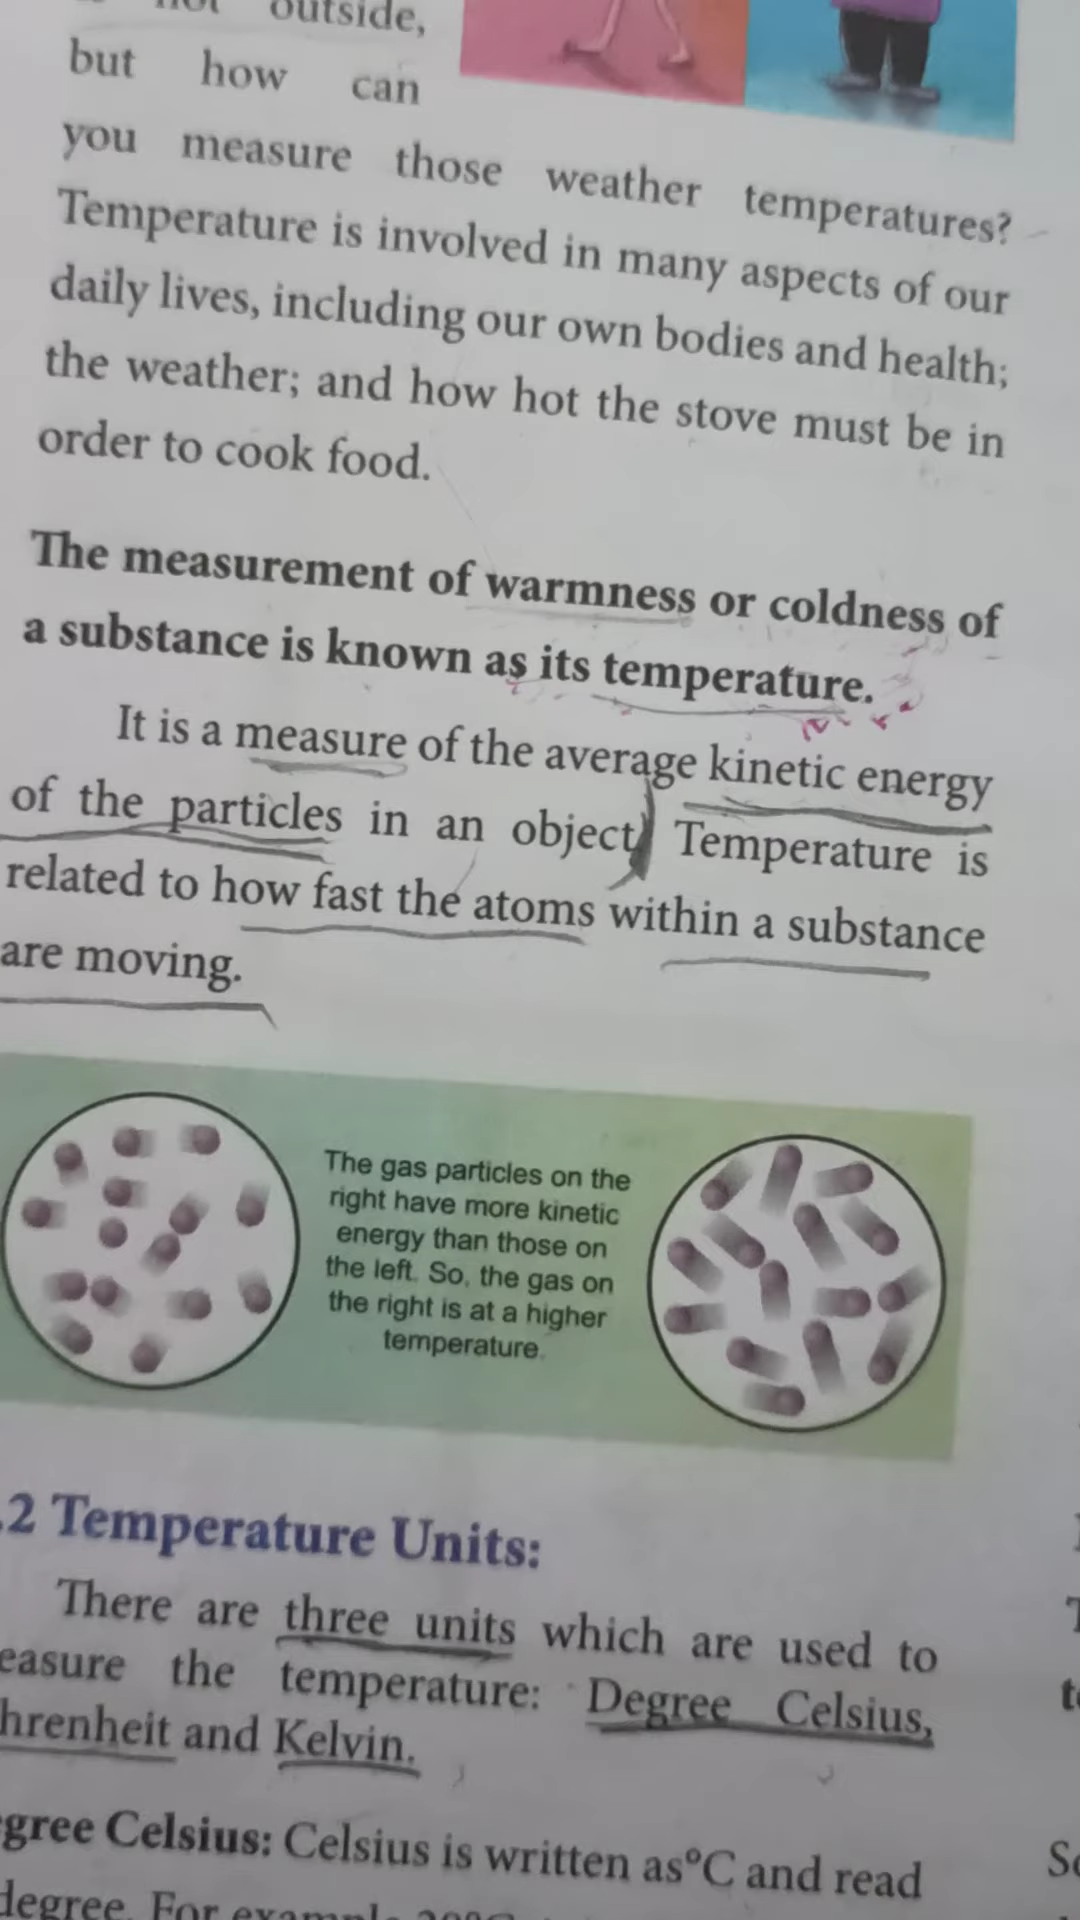 outside,
but how can
you measure those weather temperatures?
Temperature is involved in many aspects of our
daily lives, including our own bodies and health;
the weather; and how hot the stove must be in
order to cook food.
The measurement of warmness or coldness of
a substance is known as its temperature.
It is a measure of the average kinetic energy
of the particles in an object. Temperature is
related to how fast the atoms within a substance
are moving.
The gas particles on the
right have more kinetic
energy than those on
the left. So, the gas on
the right is at a higher
temperature.
.2 Temperature Units:
There are three units which are used to
easure the temperature: Degree Celsius,
hrenheit and Kelvin.
gree Celsius: Celsius is written as°C and read
degree. For example